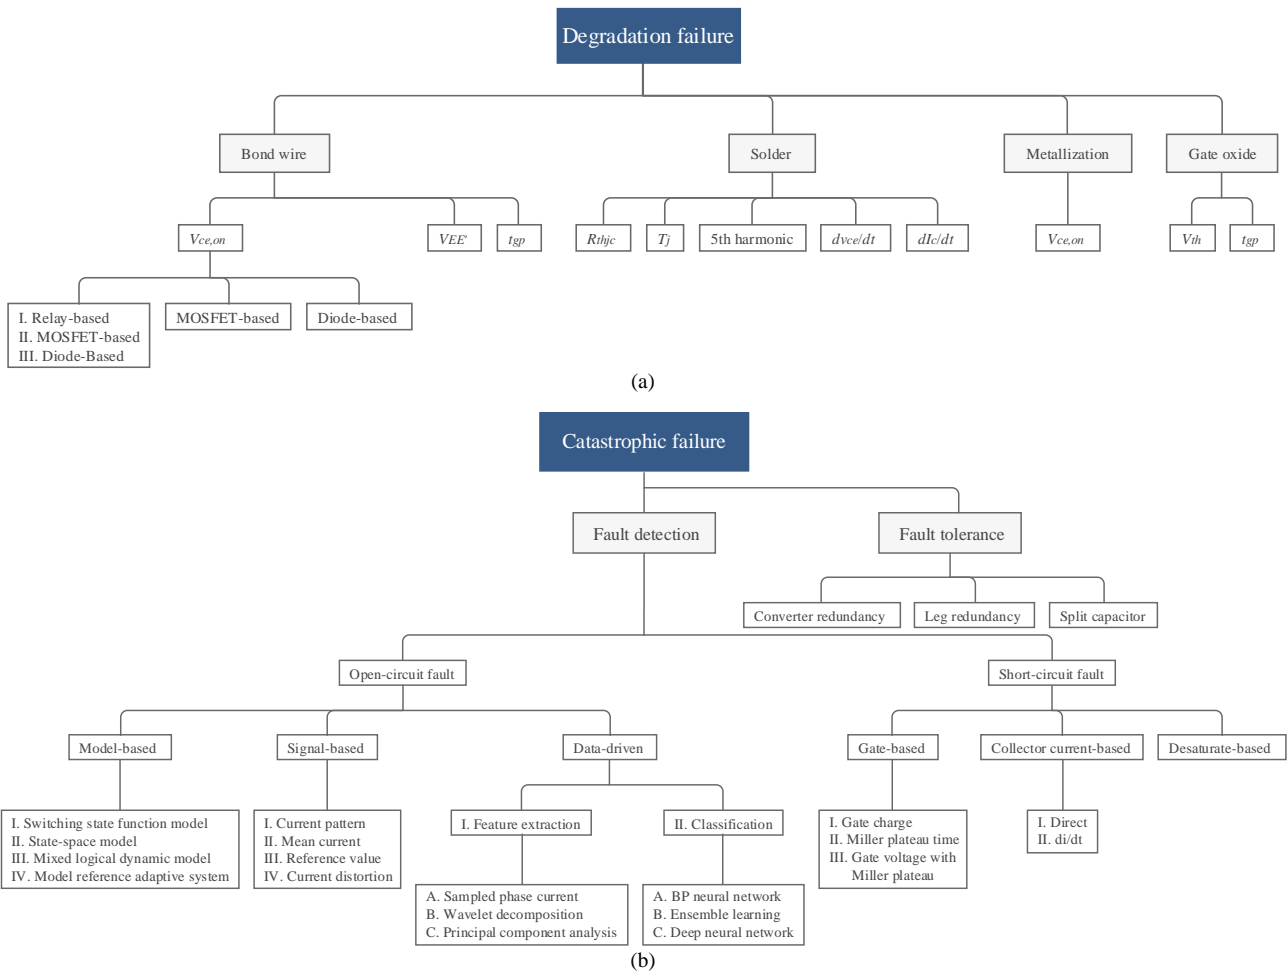 Degradation failure
Bond wire
Solder
Metallization
Gate oxide
Vce,on
VEE'
tgp
Rthjc
Tj
5th harmonic
dvce/dt
dIc/dt
Vce,on
Vth
tgp
I. Relay-based
II. MOSFET-based
III. Diode-Based
MOSFET-based
Diode-based
(a)
Catastrophic failure
Fault detection
Fault tolerance
Converter redundancy
Leg redundancy
Split capacitor
Open-circuit fault
Short-circuit fault
Model-based
Signal-based
Data-driven
Gate-based
Collector current-based
Desaturate-based
I. Switching state function model
II. State-space model
III. Mixed logical dynamic model
IV. Model reference adaptive system
I. Current pattern
II. Mean current
III. Reference value
IV. Current distortion
I. Feature extraction
II. Classification
I. Gate charge
II. Miller plateau time
III. Gate voltage with
Miller plateau
I. Direct
II. di/dt
A. Sampled phase current
B. Wavelet decomposition
C. Principal component analysis
A. BP neural network
B. Ensemble learning
C. Deep neural network
(b)